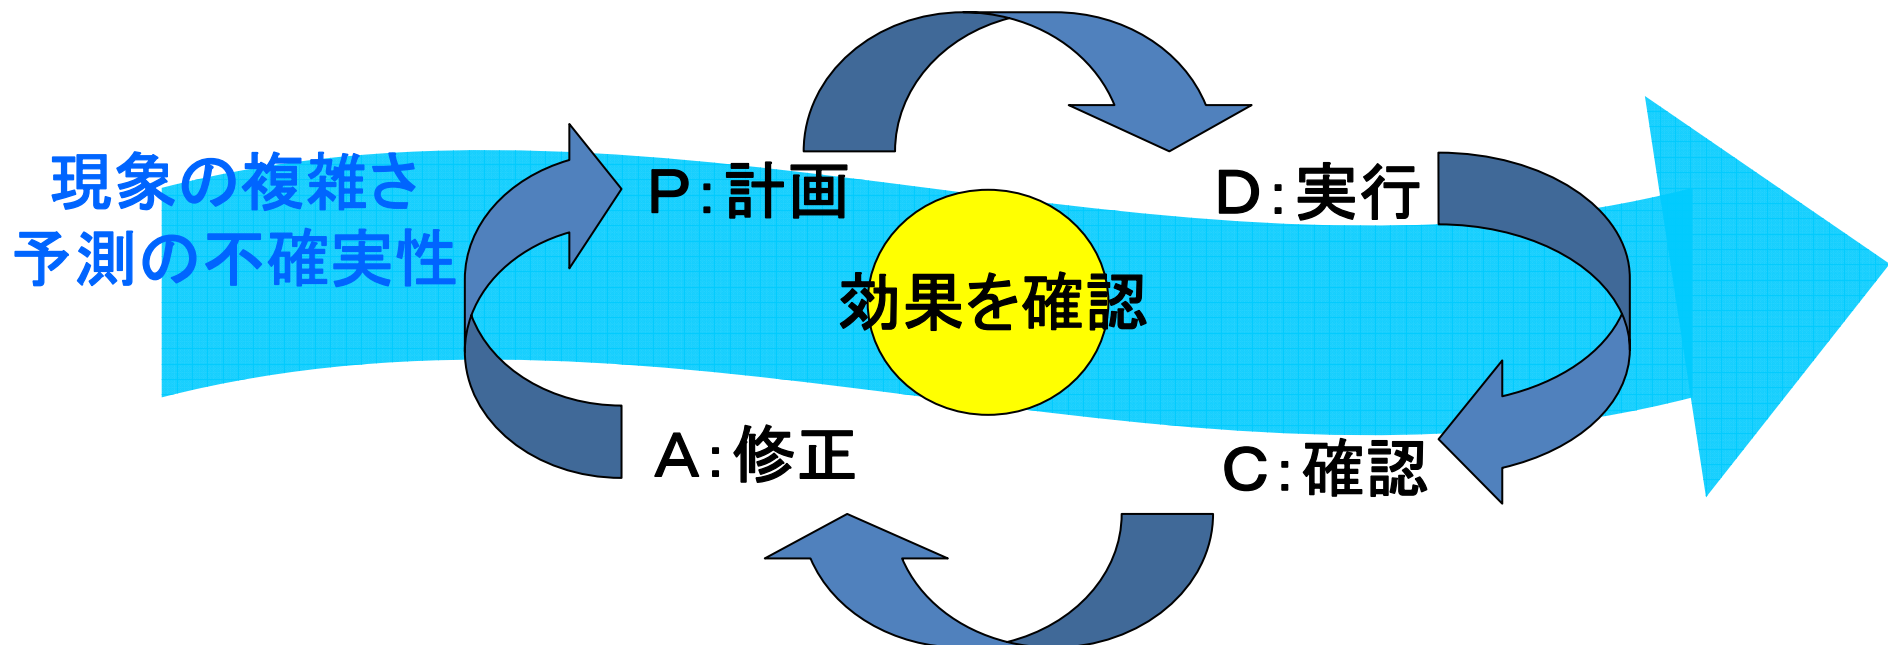 現象の複雑さ
予測の不確実性
P:計画
D:実行
効果を確認
A:修正
C:確認